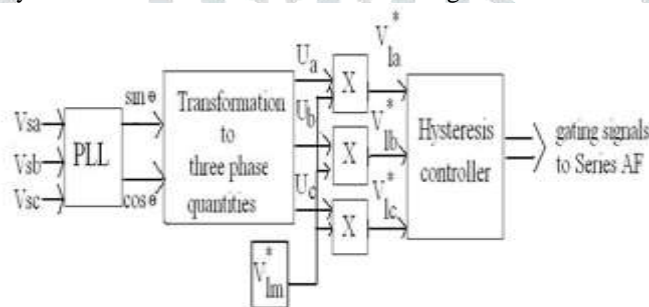 Vsa
Vsb
Vsc
PLL
sin θ
cos θ
Transformation
to
three phase
quantities
Ua
Ub
Uc
X
X
X
V*la
V*lb
V*lc
V*lm
Hysteresis
controller
gating signals
to Series AF